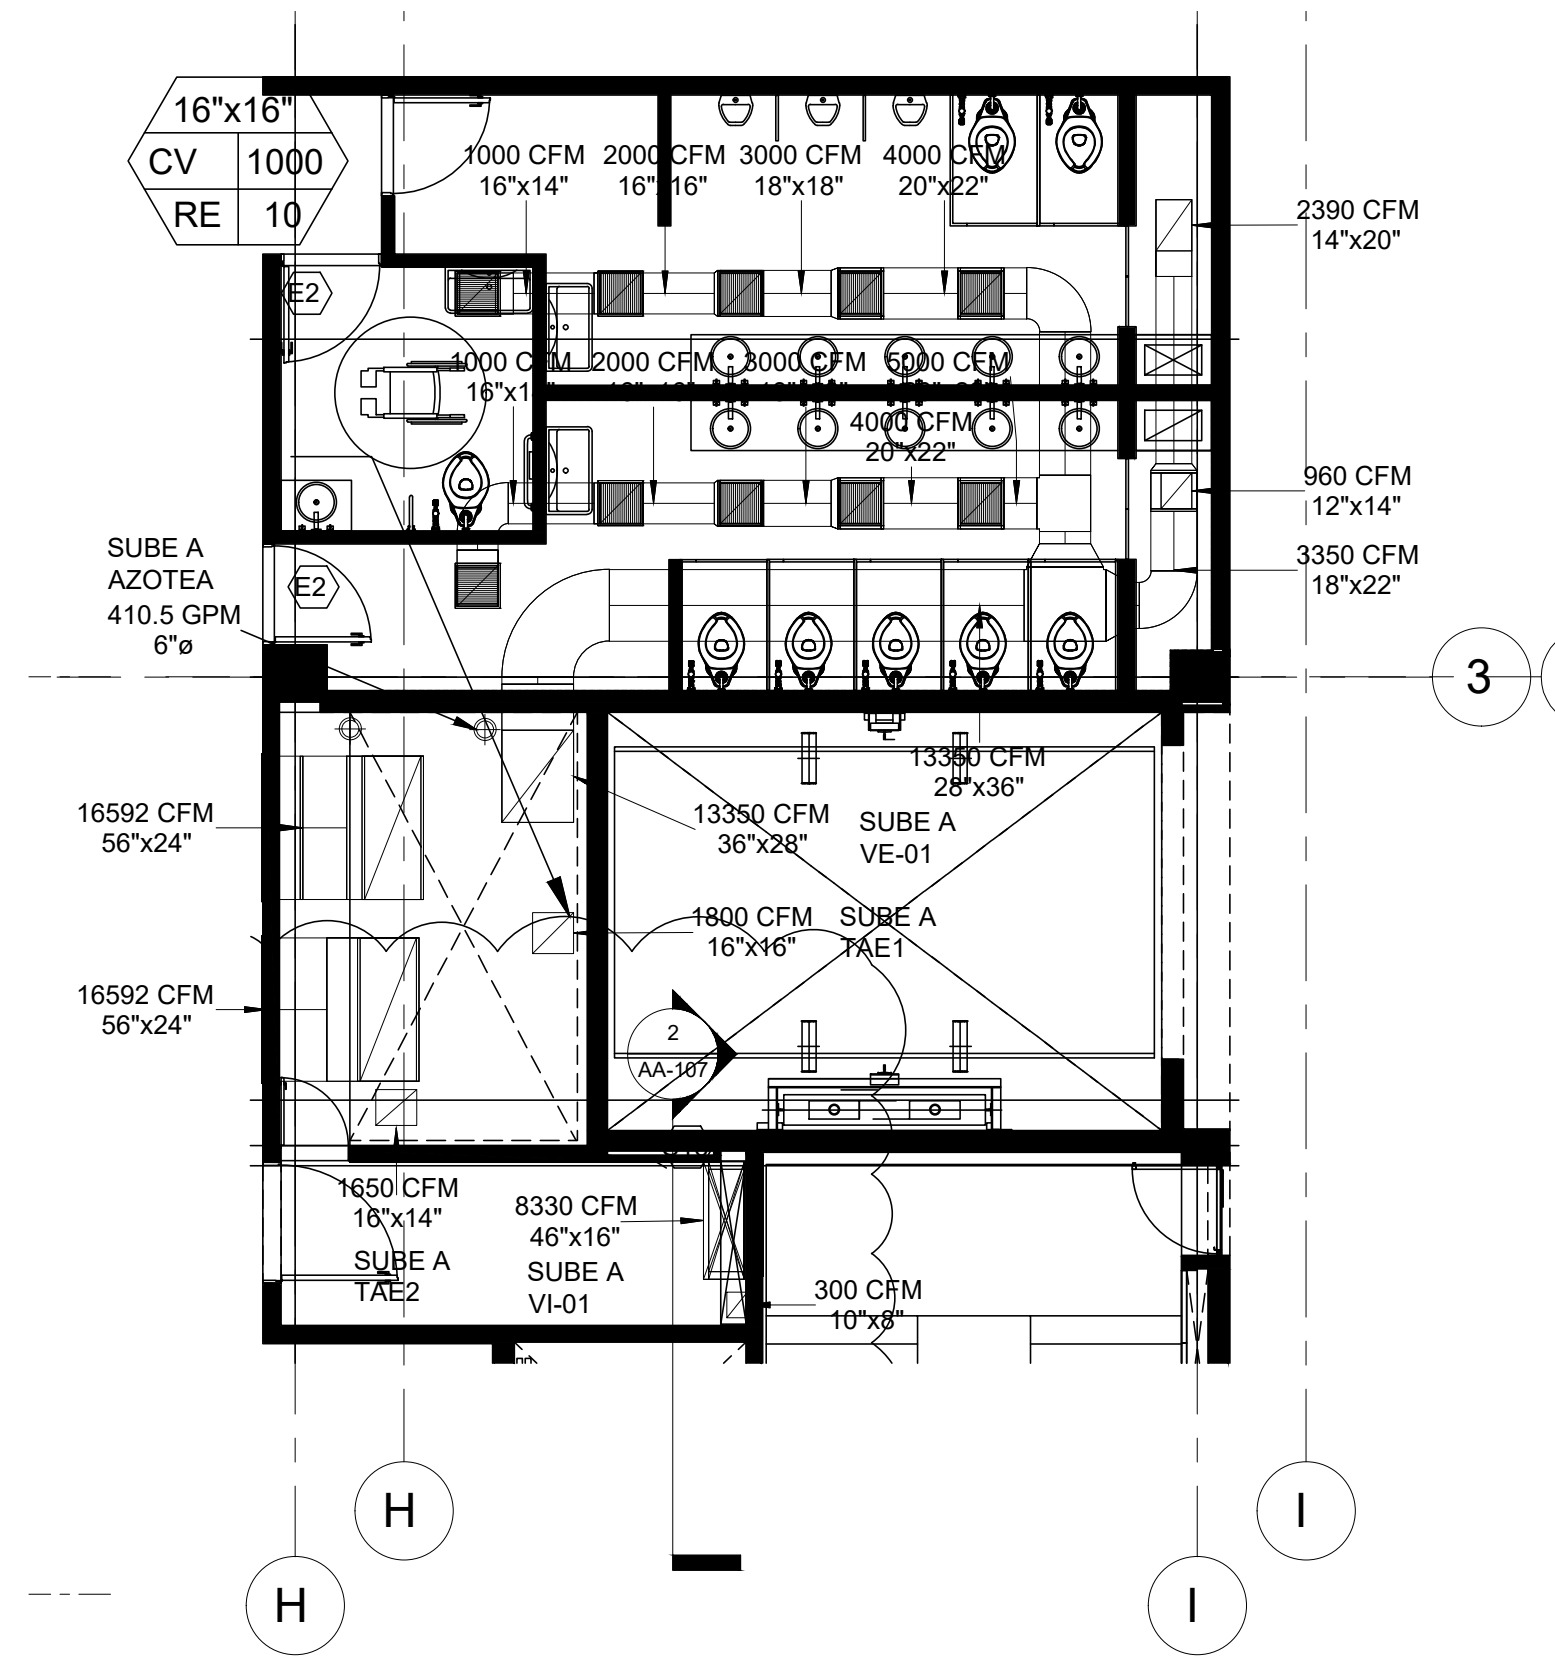 16"x16"
CV 1000
RE 10
1000 CFM
16"x14"
2000 CFM
16"x16"
3000 CFM
18"x18"
4000 CFM
20"x22"
2390 CFM
14"x20"
E2
1000 CFM
2000 CFM
3000 CFM
5000 CFM
4000 CFM
20"x22"
960 CFM
12"x14"
3350 CFM
18"x22"
SUBE A
AZOTEA
410.5 GPM
6"ø
E2
3
16592 CFM
56"x24"
13350 CFM
36"x28"
13350 CFM
28"x36"
SUBE A
VE-01
1800 CFM
16"x16"
SUBE A
TAE1
16592 CFM
56"x24"
2
AA-107
1650 CFM
16"x14"
SUBE A
TAE2
8330 CFM
46"x16"
SUBE A
VI-01
300 CFM
10"x8"
H
I
H
I